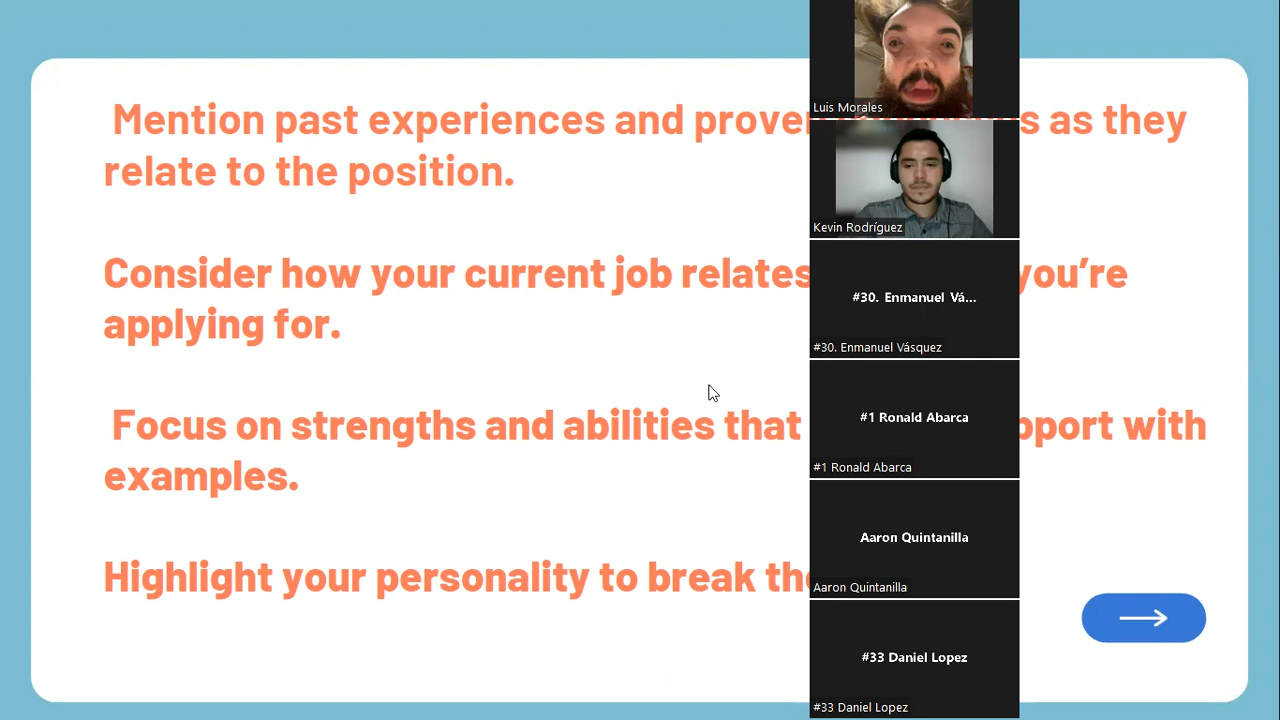 Mention past experiences and prover s as they
relate to the position.
Consider how your current job relates you’re
applying for.
Focus on strengths and abilities that pport with
examples.
Highlight your personality to break the
Luis Morales
Kevin Rodríguez
#30. Enmanuel Vá...
#30. Enmanuel Vásquez
#1 Ronald Abarca
#1 Ronald Abarca
Aaron Quintanilla
Aaron Quintanilla
#33 Daniel Lopez
#33 Daniel Lopez